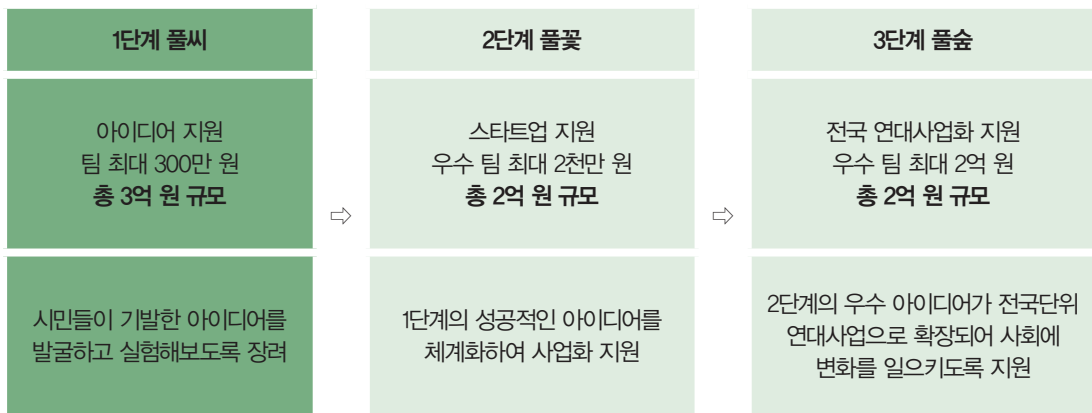 1단계 풀씨
아이디어 지원
팀 최대 300만 원
총 3억 원 규모
시민들이 기발한 아이디어를
발굴하고 실험해보도록 장려
⇨
2단계 풀꽃
스타트업 지원
우수 팀 최대 2천만 원
총 2억 원 규모
1단계의 성공적인 아이디어를
체계화하여 사업화 지원
⇨
3단계 풀숲
전국 연대사업화 지원
우수 팀 최대 2억 원
총 2억 원 규모
2단계의 우수 아이디어가 전국단위
연대사업으로 확장되어 사회에
변화를 일으키도록 지원